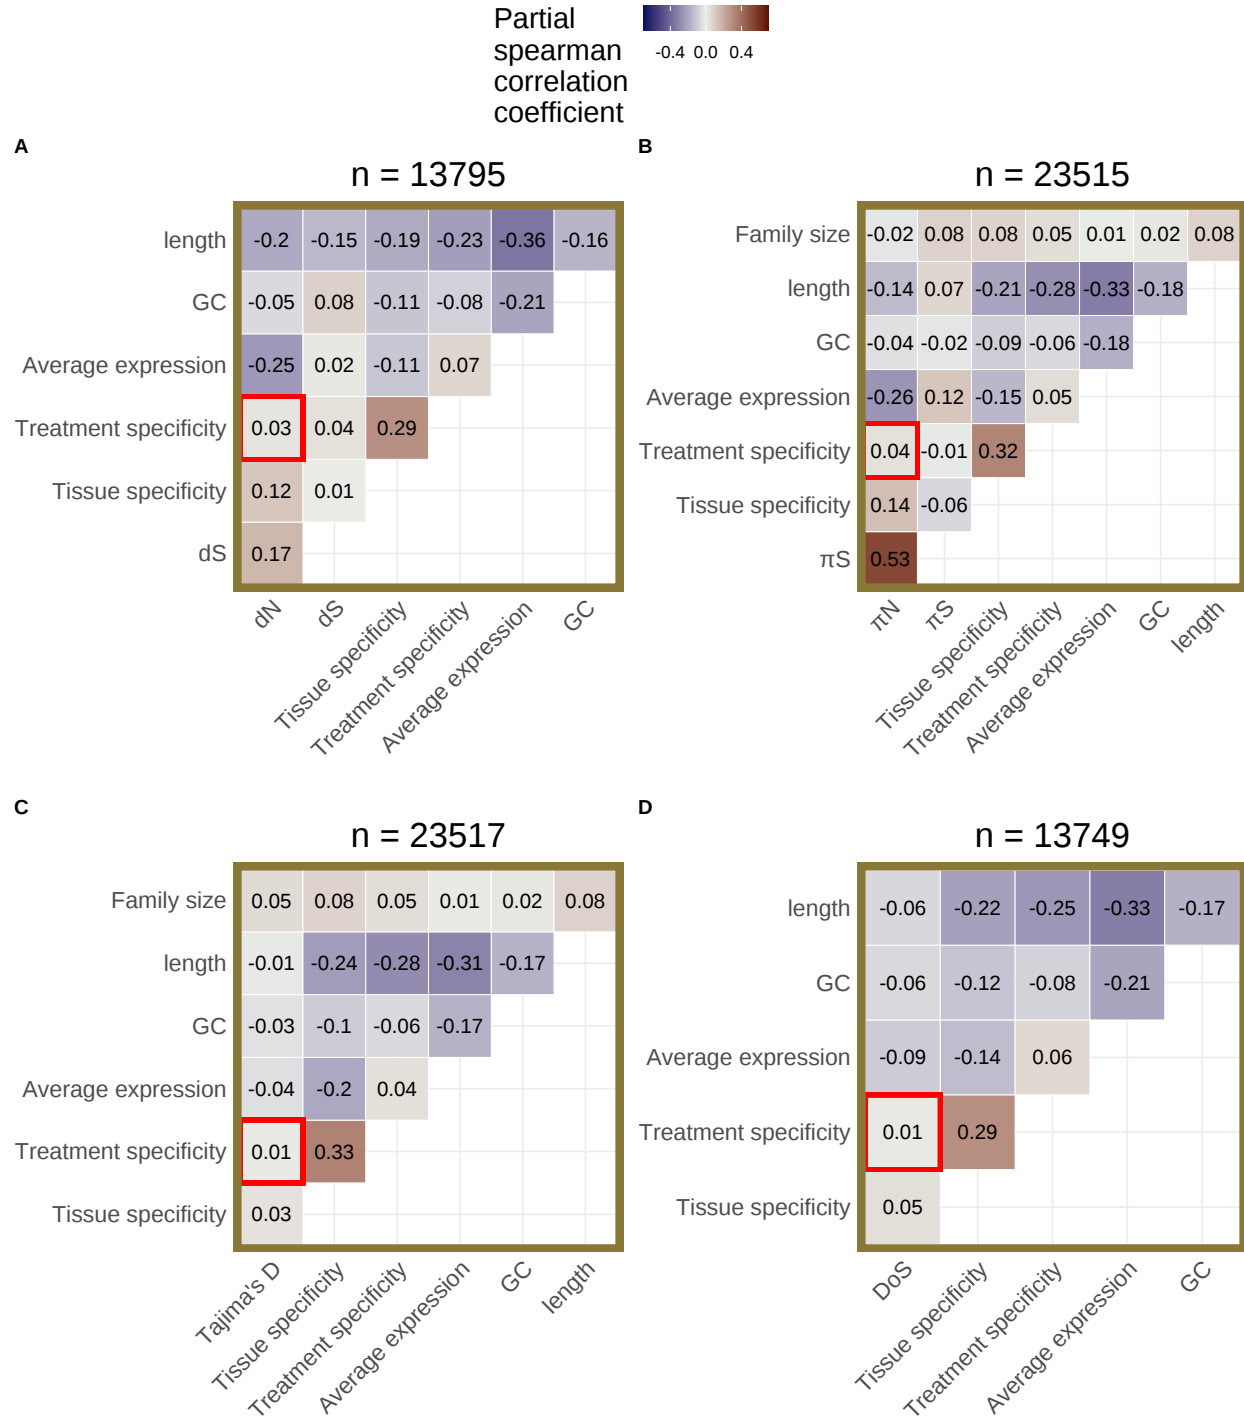 Partial
spearman
correlation
coefficient
-0.4 0.0 0.4
A
n = 13795
length -0.2 -0.15 -0.19 -0.23 -0.36 -0.16
GC -0.05 0.08 -0.11 -0.08 -0.21
Average expression -0.25 0.02 -0.11 0.07
Treatment specificity 0.03 0.04 0.29
Tissue specificity 0.12 0.01
dS 0.17
dN dS Tissue specificity Treatment specificity Average expression GC
B
n = 23515
Family size -0.02 0.08 0.08 0.05 0.01 0.02 0.08
length -0.14 0.07 -0.21 -0.28 -0.33 -0.18
GC -0.04 -0.02 -0.09 -0.06 -0.18
Average expression -0.26 0.12 -0.15 0.05
Treatment specificity 0.04 -0.01 0.32
Tissue specificity 0.14 -0.06
πS 0.53
πN πS Tissue specificity Treatment specificity Average expression GC length
C
n = 23517
Family size 0.05 0.08 0.05 0.01 0.02 0.08
length -0.01 -0.24 -0.28 -0.31 -0.17
GC -0.03 -0.1 -0.06 -0.17
Average expression -0.04 -0.2 0.04
Treatment specificity 0.01 0.33
Tissue specificity 0.03
Tajima's D Tissue specificity Treatment specificity Average expression GC length
D
n = 13749
length -0.06 -0.22 -0.25 -0.33 -0.17
GC -0.06 -0.12 -0.08 -0.21
Average expression -0.09 -0.14 0.06
Treatment specificity 0.01 0.29
Tissue specificity 0.05
DoS Tissue specificity Treatment specificity Average expression GC